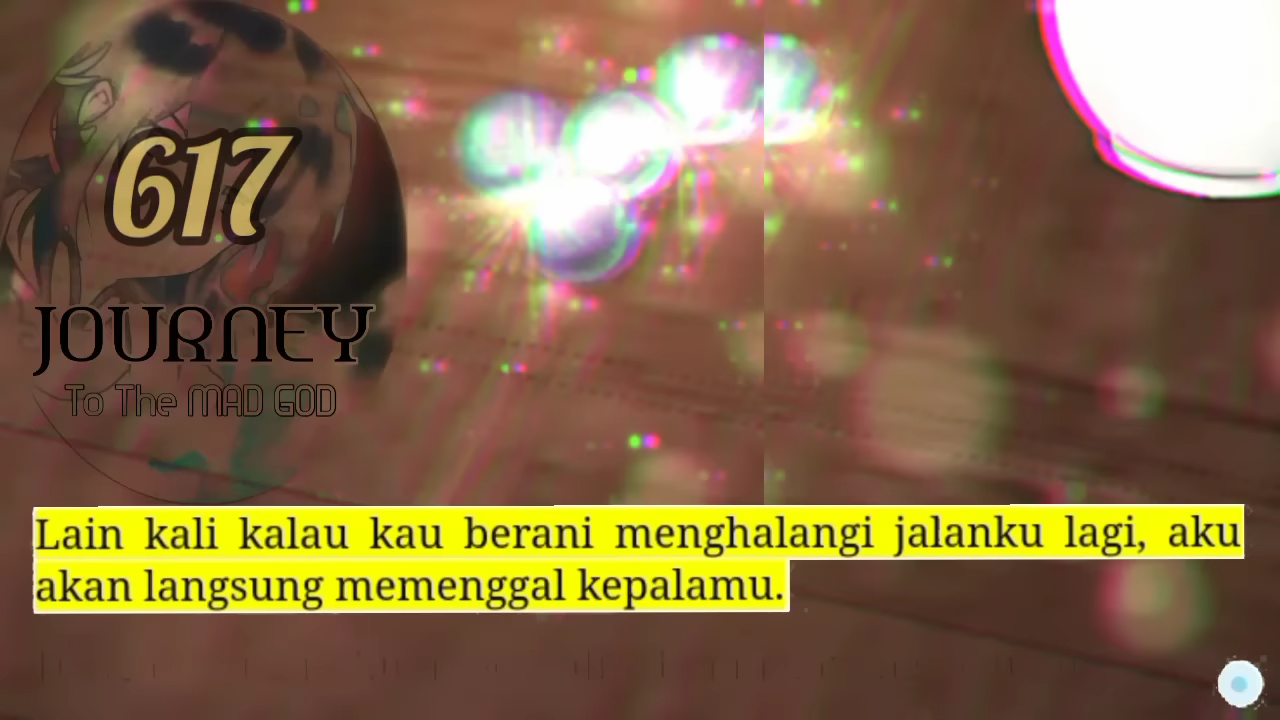 617
JOURNEY
To The MAD GOD
Lain kali kalau kau berani menghalangi jalanku lagi, aku
akan langsung memenggal kepalamu.